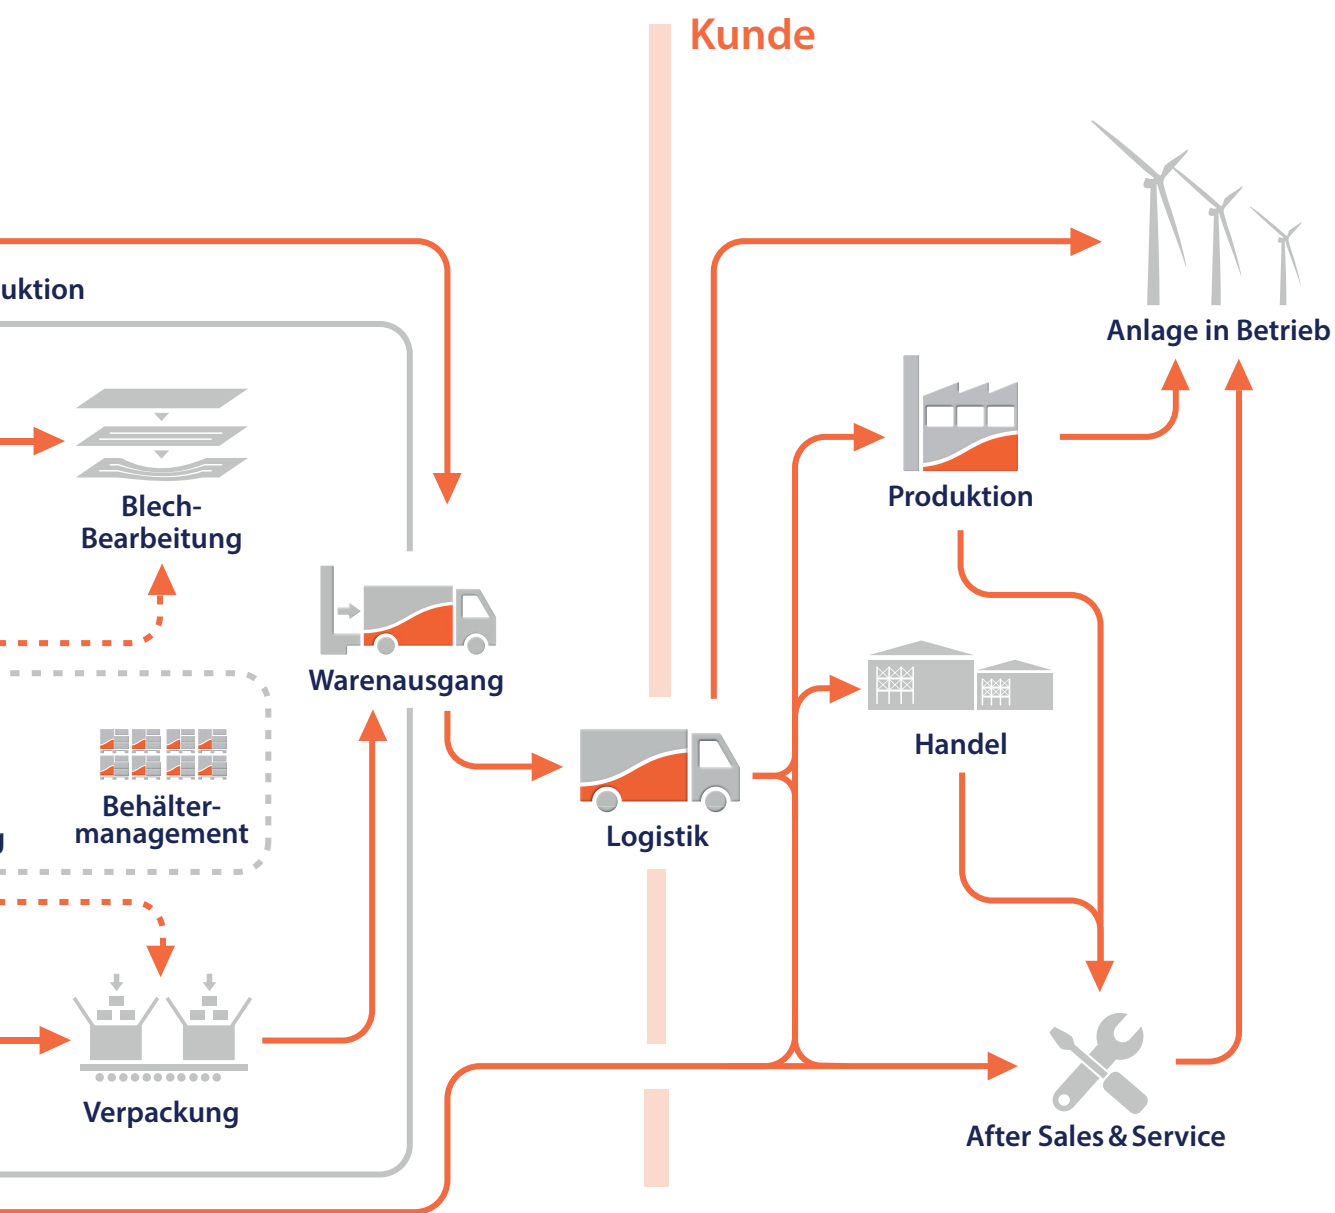 Kunde
uktion
Anlage in Betrieb
Blech-
Bearbeitung
Produktion
Warenausgang
Handel
Behälter-
management
g
Logistik
Verpackung
After Sales & Service